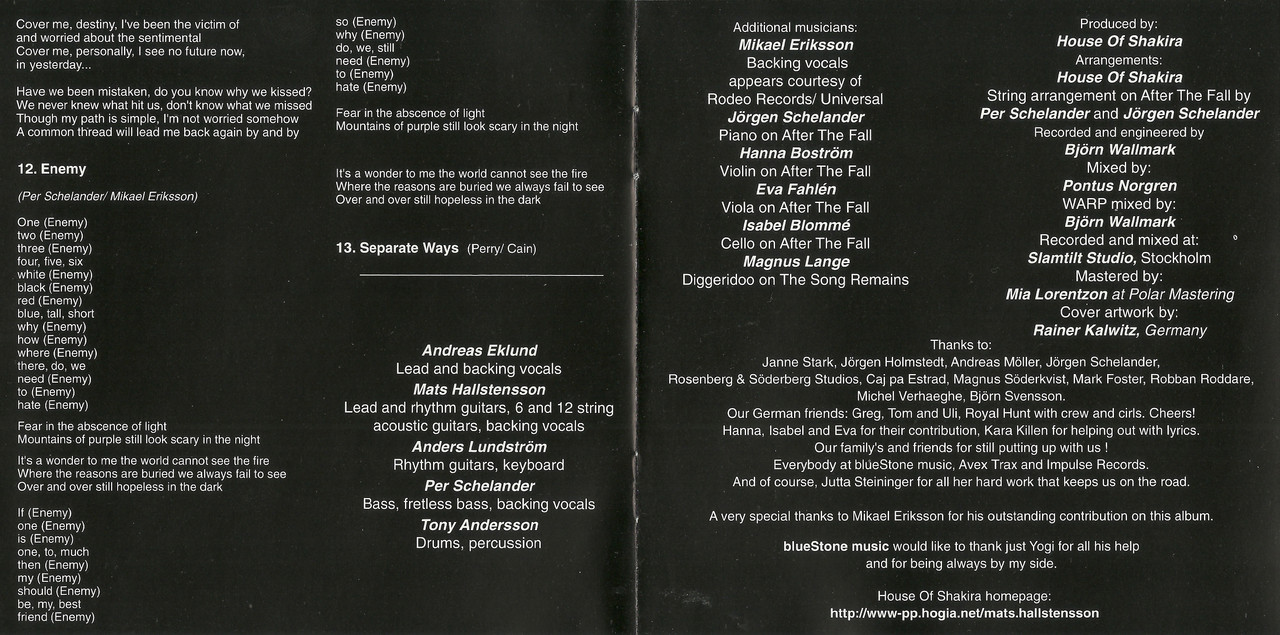 Cover me, destiny, I've been the victim of
and worried about the sentimental
Cover me, personally, I see no future now,
in yesterday...
Have we been mistaken, do you know why we kissed?
We never knew what hit us, don't know what we missed
Though my path is simple, I'm not worried somehow
A common thread will lead me back again by and by
12. Enemy
(Per Schelander/ Mikael Eriksson)
One (Enemy)
two (Enemy)
three (Enemy)
four, five, six
white (Enemy)
black (Enemy)
red (Enemy)
blue, tall, short
why (Enemy)
how (Enemy)
where (Enemy)
there, do, we
need (Enemy)
to (Enemy)
hate (Enemy)
Fear in the abscence of light
Mountains of purple still look scary in the night
It's a wonder to me the world cannot see the fire
Where the reasons are buried we always fail to see
Over and over still hopeless in the dark
If (Enemy)
one (Enemy)
is (Enemy)
one, to, much
then (Enemy)
my (Enemy)
should (Enemy)
be, my, best
friend (Enemy)
so (Enemy)
why (Enemy)
do, we, still
need (Enemy)
to (Enemy)
hate (Enemy)
Fear in the abscence of light
Mountains of purple still look scary in the night
It's a wonder to me the world cannot see the fire
Where the reasons are buried we always fail to see
Over and over still hopeless in the dark
13. Separate Ways (Perry/ Cain)
Andreas Eklund
Lead and backing vocals
Mats Hallstensson
Lead and rhythm guitars, 6 and 12 string
acoustic guitars, backing vocals
Anders Lundström
Rhythm guitars, keyboard
Per Schelander
Bass, fretless bass, backing vocals
Tony Andersson
Drums, percussion
Additional musicians:
Mikael Eriksson
Backing vocals
appears courtesy of
Rodeo Records/ Universal
Jörgen Schelander
Piano on After The Fall
Hanna Boström
Violin on After The Fall
Eva Fahlén
Viola on After The Fall
Isabel Blommé
Cello on After The Fall
Magnus Lange
Diggeridoo on The Song Remains
Produced by:
House Of Shakira
Arrangements:
House Of Shakira
String arrangement on After The Fall by
Per Schelander and Jörgen Schelander
Recorded and engineered by
Björn Wallmark
Mixed by:
Pontus Norgren
WARP mixed by:
Björn Wallmark
Recorded and mixed at:
Slamtilt Studio, Stockholm
Mastered by:
Mia Lorentzon at Polar Mastering
Cover artwork by:
Rainer Kalwitz, Germany
Thanks to:
Janne Stark, Jörgen Holmstedt, Andreas Möller, Jörgen Schelander,
Rosenberg & Söderberg Studios, Caj pa Estrad, Magnus Söderkvist, Mark Foster, Robban Roddare,
Michel Verhaeghe, Björn Svensson.
Our German friends: Greg, Tom and Uli, Royal Hunt with crew and cirls. Cheers!
Hanna, Isabel and Eva for their contribution, Kara Killen for helping out with lyrics.
Our family's and friends for still putting up with us !
Everybody at blueStone music, Avex Trax and Impulse Records.
And of course, Jutta Steininger for all her hard work that keeps us on the road.
A very special thanks to Mikael Eriksson for his outstanding contribution on this album.
blueStone music would like to thank just Yogi for all his help
and for being always by my side.
House Of Shakira homepage:
http://www-pp.hogia.net/mats.hallstensson